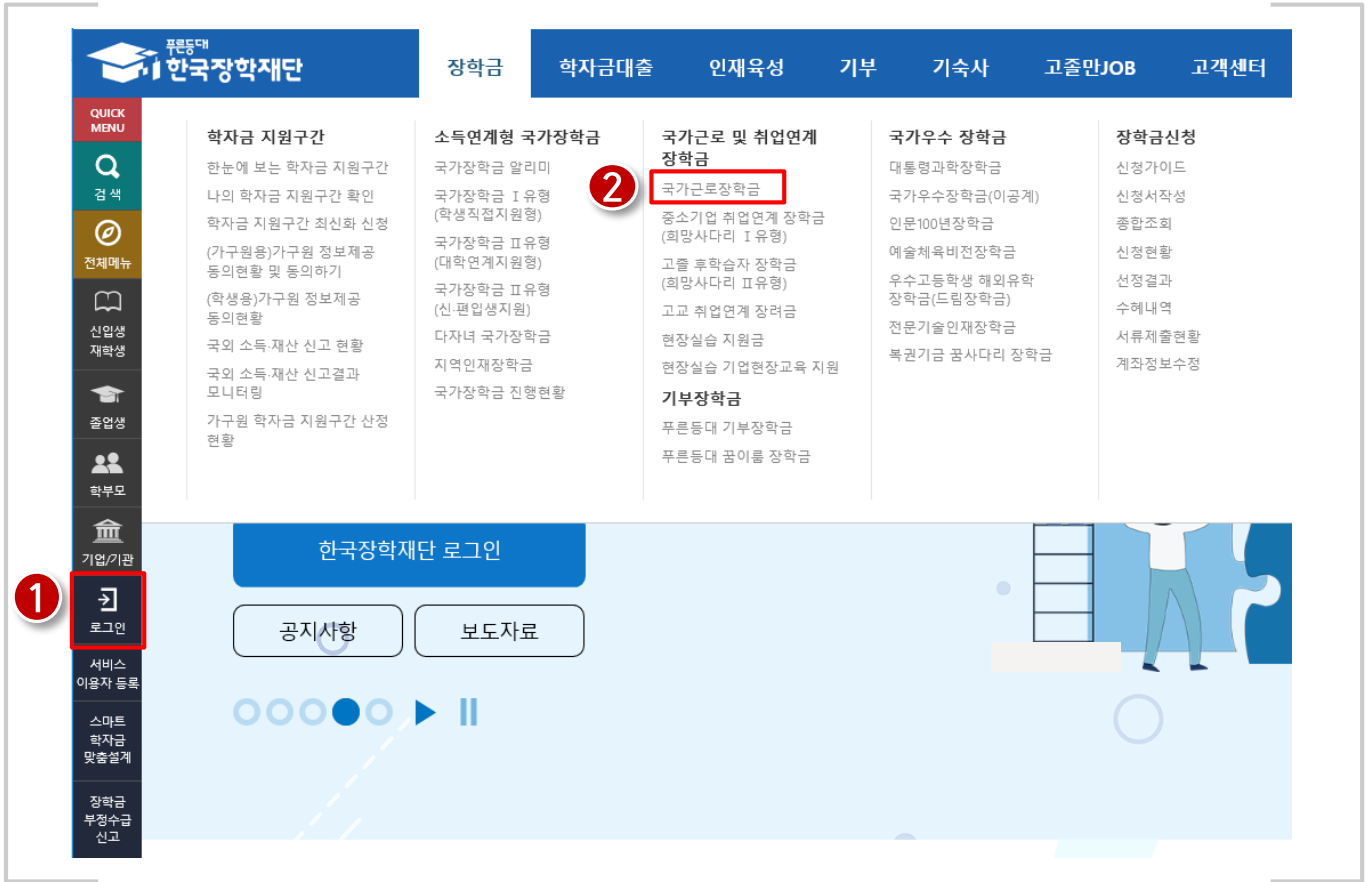 푸른등대
한국장학재단
장학금 학자금대출 인재육성 기부 기숙사 고졸만JOB 고객센터
QUICK
MENU
검색
전체메뉴
신입생
재학생
졸업생
학부모
기업/기관
1
로그인
서비스
이용자 등록
스마트
학자금
맞춤설계
장학금
부정수급
신고
학자금 지원구간
한눈에 보는 학자금 지원구간
나의 학자금 지원구간 확인
학자금 지원구간 최신화 신청
(가구원용)가구원 정보제공
동의현황 및 동의하기
(학생용)가구원 정보제공
동의현황
국외 소득·재산 신고 현황
국외 소득·재산 신고결과
모니터링
가구원 학자금 지원구간 산정
현황
소득연계형 국가장학금
국가장학금 알리미
국가장학금 Ⅰ유형
(학생직접지원형)
국가장학금 Ⅱ유형
(대학연계지원형)
국가장학금 Ⅱ유형
(신·편입생지원)
다자녀 국가장학금
지역인재장학금
국가장학금 진행현황
국가근로 및 취업연계
장학금
2
국가근로장학금
중소기업 취업연계 장학금
(희망사다리 Ⅰ유형)
고졸 후학습자 장학금
(희망사다리 Ⅱ유형)
고교 취업연계 장려금
현장실습 지원금
현장실습 기업현장교육 지원
기부장학금
푸른등대 기부장학금
푸른등대 꿈이룸 장학금
국가우수 장학금
대통령과학장학금
국가우수장학금(이공계)
인문100년장학금
예술체육비전장학금
우수고등학생 해외유학
장학금(드림장학금)
전문기술인재장학금
복권기금 꿈사다리 장학금
장학금신청
신청가이드
신청서작성
종합조회
신청현황
선정결과
수혜내역
서류제출현황
계좌정보수정
한국장학재단 로그인
공지사항 보도자료